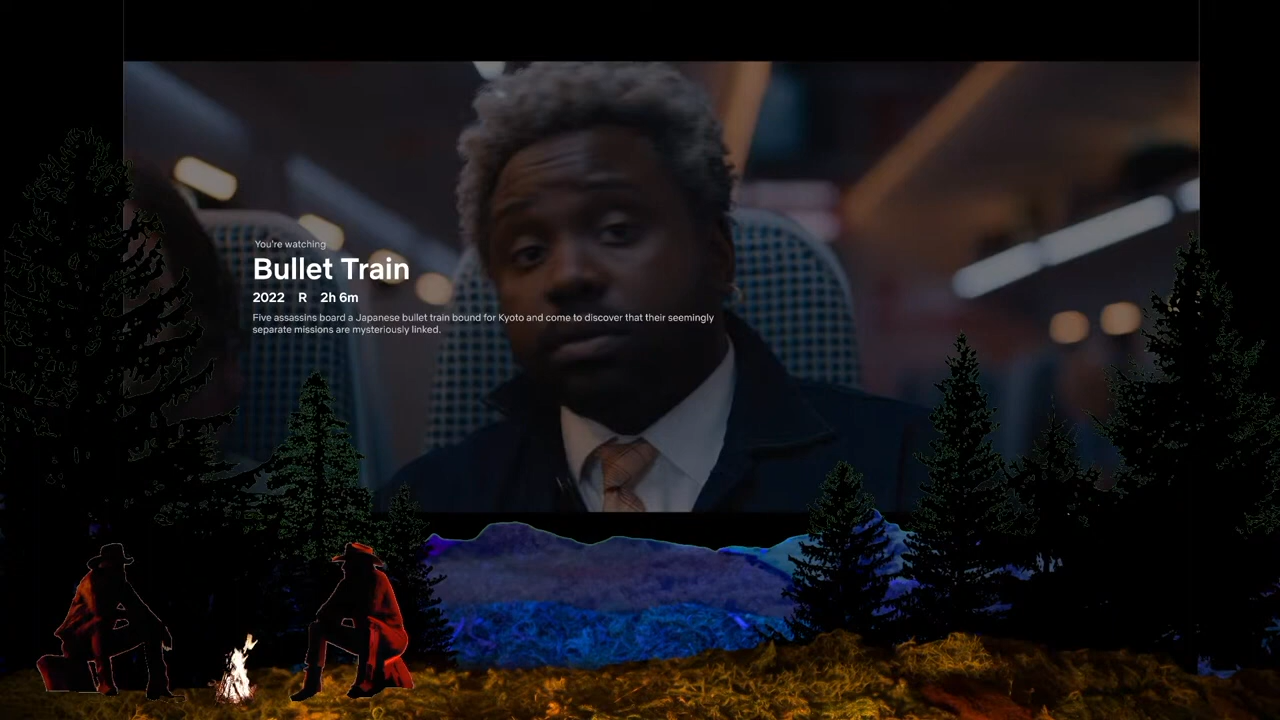 You're watching
Bullet Train
2022 R 2h 6m
Five assassins board a Japanese bullet train bound for Kyoto and come to discover that their seemingly
separate missions are mysteriously linked.